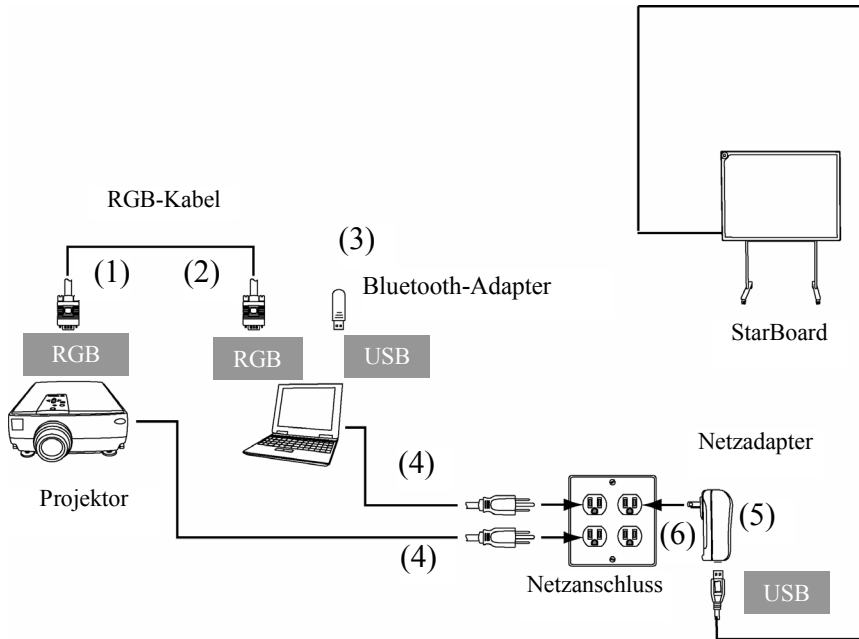 RGB-Kabel
(1)
(2)
(3)
Bluetooth-Adapter
StarBoard
RGB
RGB
USB
Projektor
(4)
Netzadapter
(4)
(6)
(5)
Netzanschluss
USB